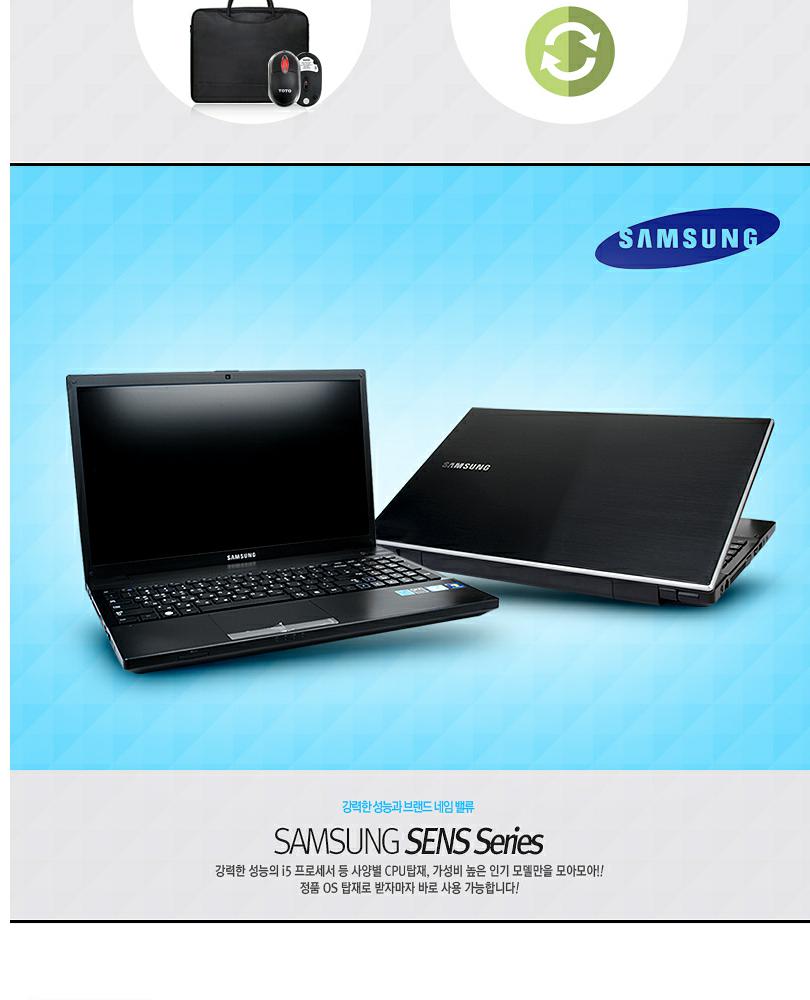 TOTO
SAMSUNG
SAMSUNG
SAMSUNG
강력한 성능과 브랜드 네임 밸류
SAMSUNG SENS Series
강력한 성능의 i5 프로세서 등 사양별 CPU탑재, 가성비 높은 인기 모델만을 모아모아!!
정품 OS 탑재로 받자마자 바로 사용 가능합니다!